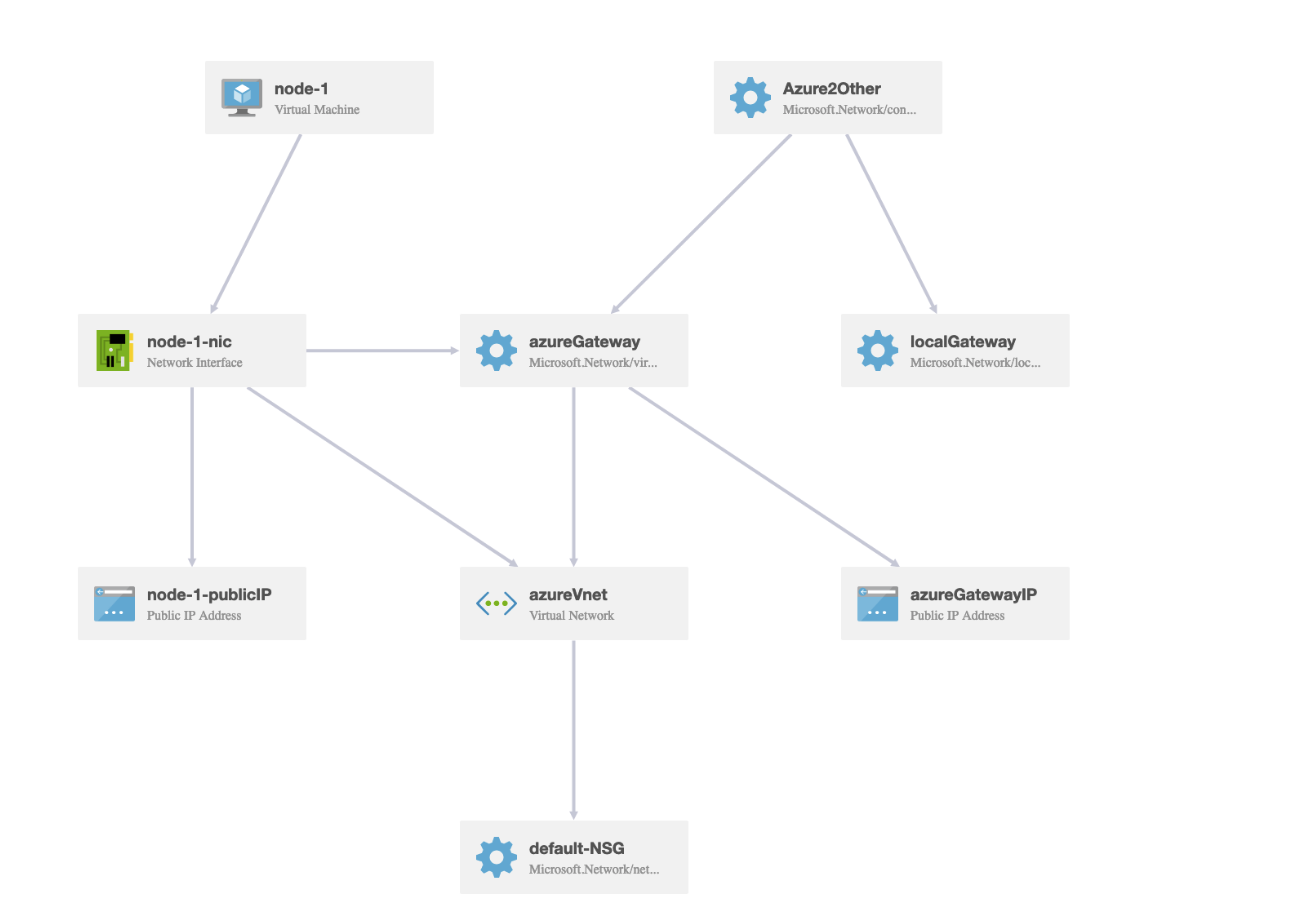 node-1
Virtual Machine
Azure2Other
Microsoft.Network/con...
node-1-nic
Network Interface
azureGateway
Microsoft.Network/vir...
localGateway
Microsoft.Network/loc...
node-1-publicIP
Public IP Address
azureVnet
Virtual Network
azureGatewayIP
Public IP Address
default-NSG
Microsoft.Network/net...